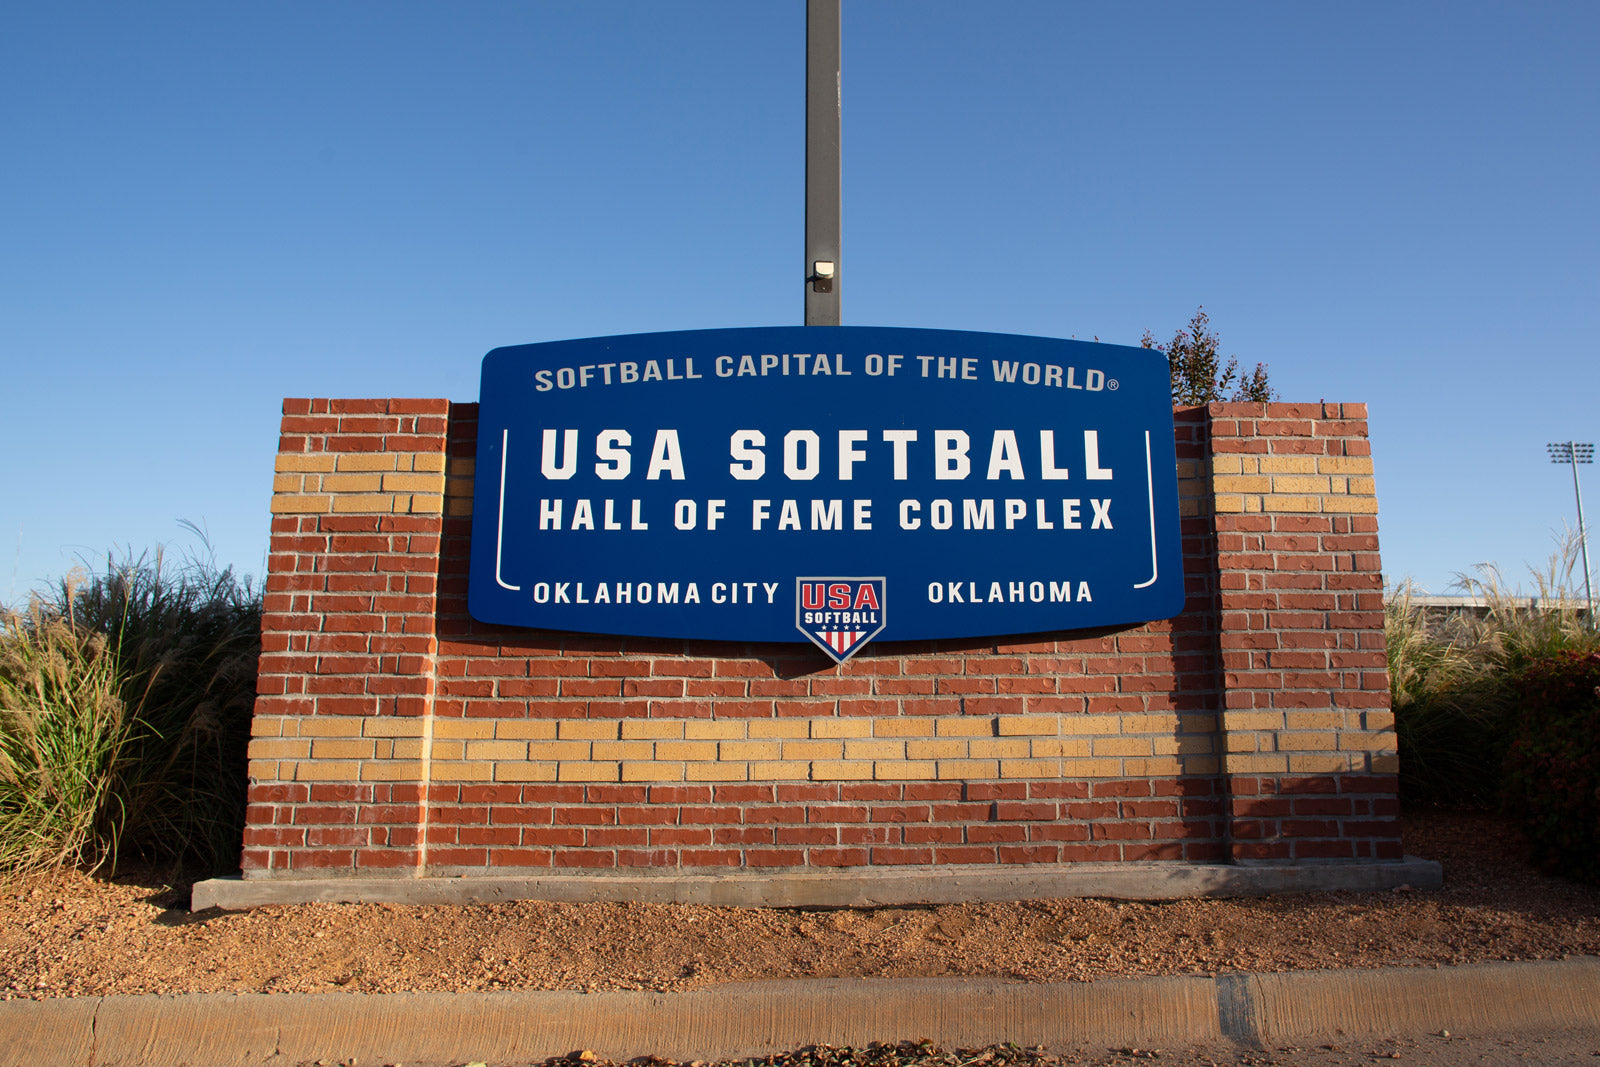 SOFTBALL CAPITAL OF THE WORLD®
USA SOFTBALL
HALL OF FAME COMPLEX
OKLAHOMA CITY OKLAHOMA
USA
SOFTBALL